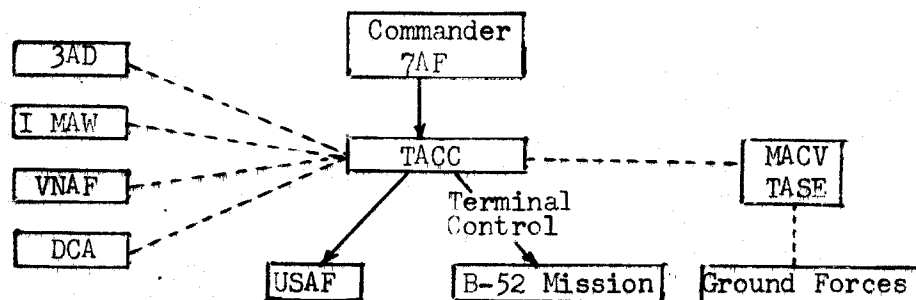 Commander
7AF
3AD
I MAW
VNAF
DCA
TACC
MACV
TASE
Terminal
Control
USAF
B-52 Mission
Ground Forces